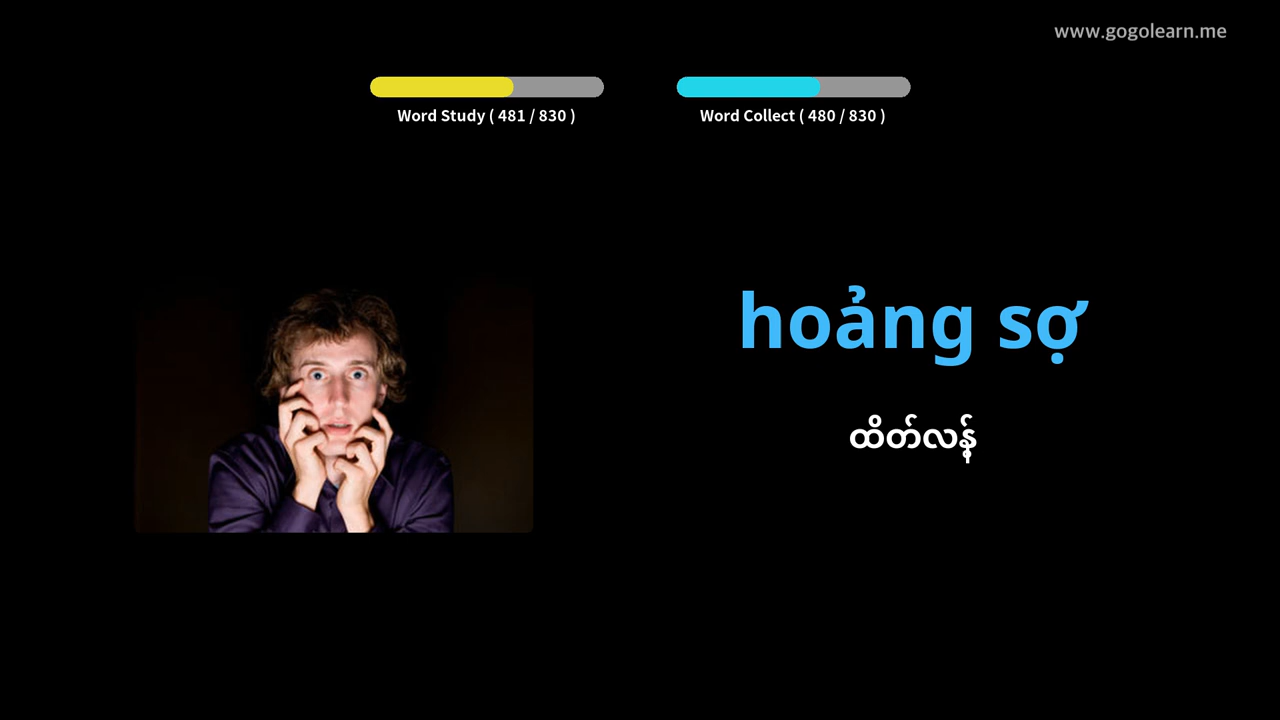 www.gogolearn.me
Word Study ( 481 / 830 )
Word Collect ( 480 / 830 )
hoảng sợ
ထိတ်လန့်